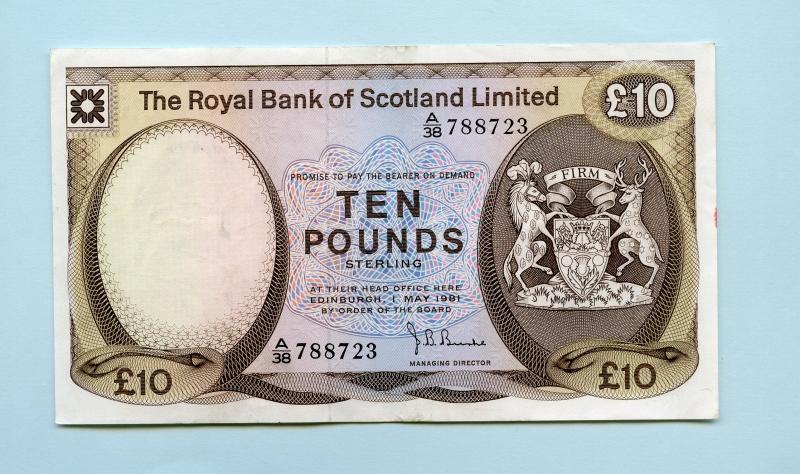 The Royal Bank of Scotland Limited
£10
A/38 788723
FIRM
PROMISE TO PAY THE BEARER ON DEMAND
TEN
POUNDS
STERLING
AT THEIR HEAD OFFICE HERE
EDINBURGH, 1 MAY 1981
BY ORDER OF THE BOARD
A/38 788723
J B Burke
MANAGING DIRECTOR
£10
£10